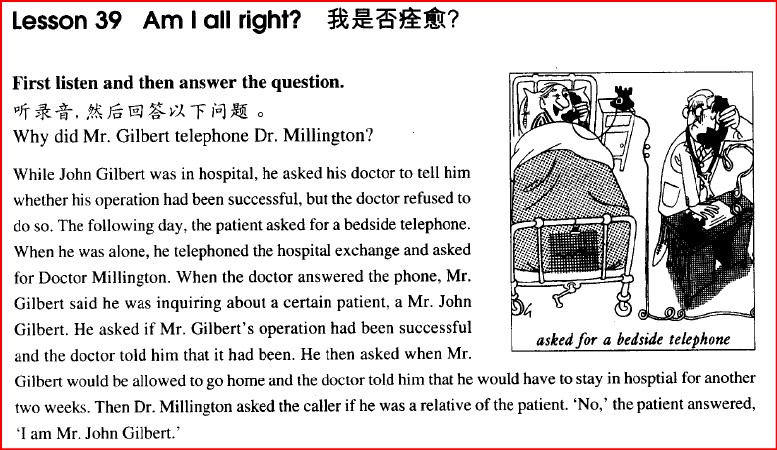 Lesson 39 Am I all right? 我是否痊愈?
First listen and then answer the question.
听录音,然后回答以下问题。
Why did Mr. Gilbert telephone Dr. Millington?
While John Gilbert was in hospital, he asked his doctor to tell him
whether his operation had been successful, but the doctor refused to
do so. The following day, the patient asked for a bedside telephone.
When he was alone, he telephoned the hospital exchange and asked
for Doctor Millington. When the doctor answered the phone, Mr.
Gilbert said he was inquiring about a certain patient, a Mr. John
Gilbert. He asked if Mr. Gilbert's operation had been successful
and the doctor told him that it had been. He then asked when Mr.
Gilbert would be allowed to go home and the doctor told him that he would have to stay in hosptial for another
two weeks. Then Dr. Millington asked the caller if he was a relative of the patient. 'No,' the patient answered,
'I am Mr. John Gilbert.'
asked for a bedside telephone